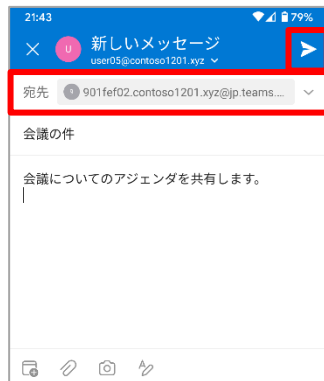 21:43
79%
U
新しいメッセージ
user05@contoso1201.xyz
宛先
901fef02.contoso1201.xyz@jp.teams....
会議の件
会議についてのアジェンダを共有します。